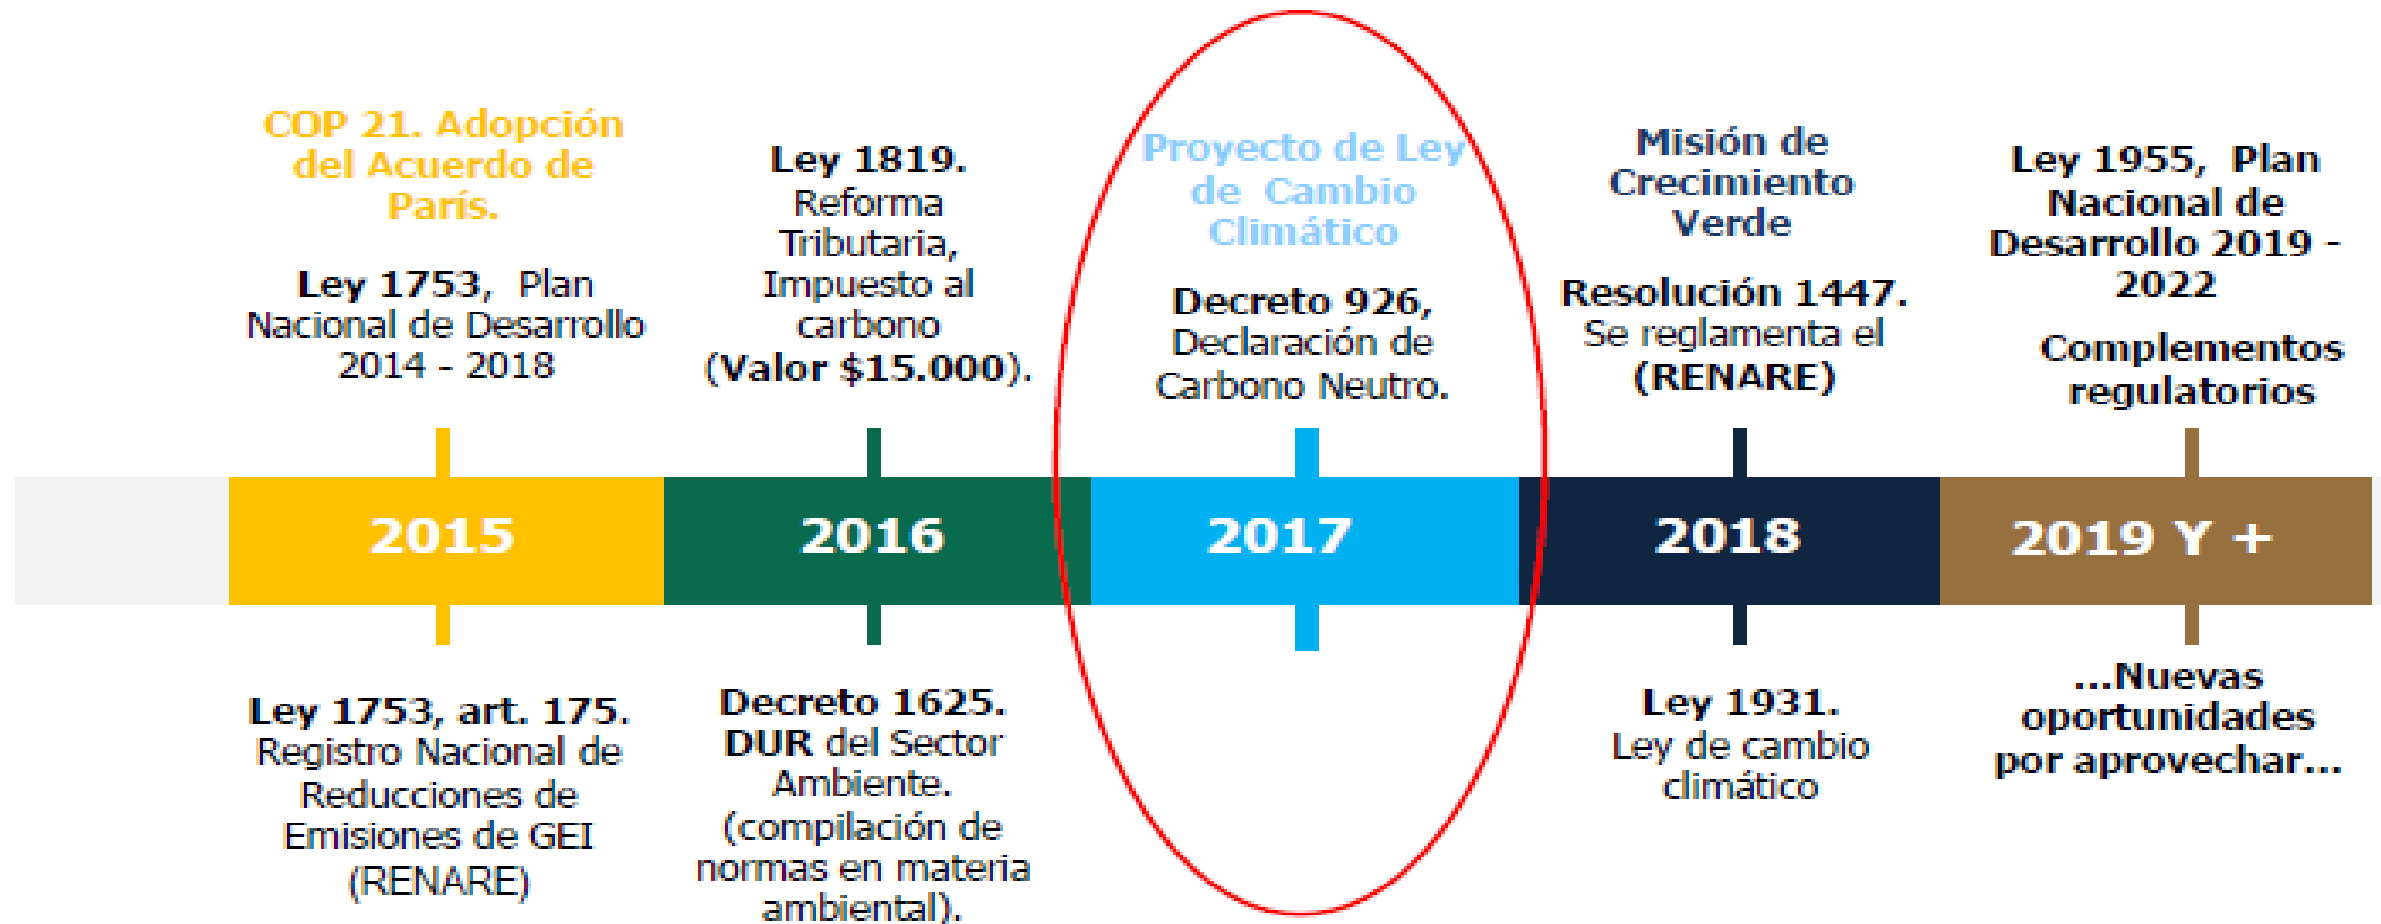 COP 21. Adopción
del Acuerdo de
París.
Ley 1753, Plan
Nacional de Desarrollo
2014 - 2018
Ley 1819.
Reforma
Tributaria,
Impuesto al
carbono
(Valor $15.000).
Proyecto de Ley
de Cambio
Climático
Decreto 926,
Declaración de
Carbono Neutro.
Misión de
Crecimiento
Verde
Resolución 1447.
Se reglamenta el
(RENARE)
Ley 1955, Plan
Nacional de
Desarrollo 2019 -
2022
Complementos
regulatorios
2015
2016
2017
2018
2019 Y +
Ley 1753, art. 175.
Registro Nacional de
Reducciones de
Emisiones de GEI
(RENARE)
Decreto 1625.
DUR del Sector
Ambiente.
(compilación de
normas en materia
ambiental).
Ley 1931.
Ley de cambio
climático
...Nuevas
oportunidades
por aprovechar...